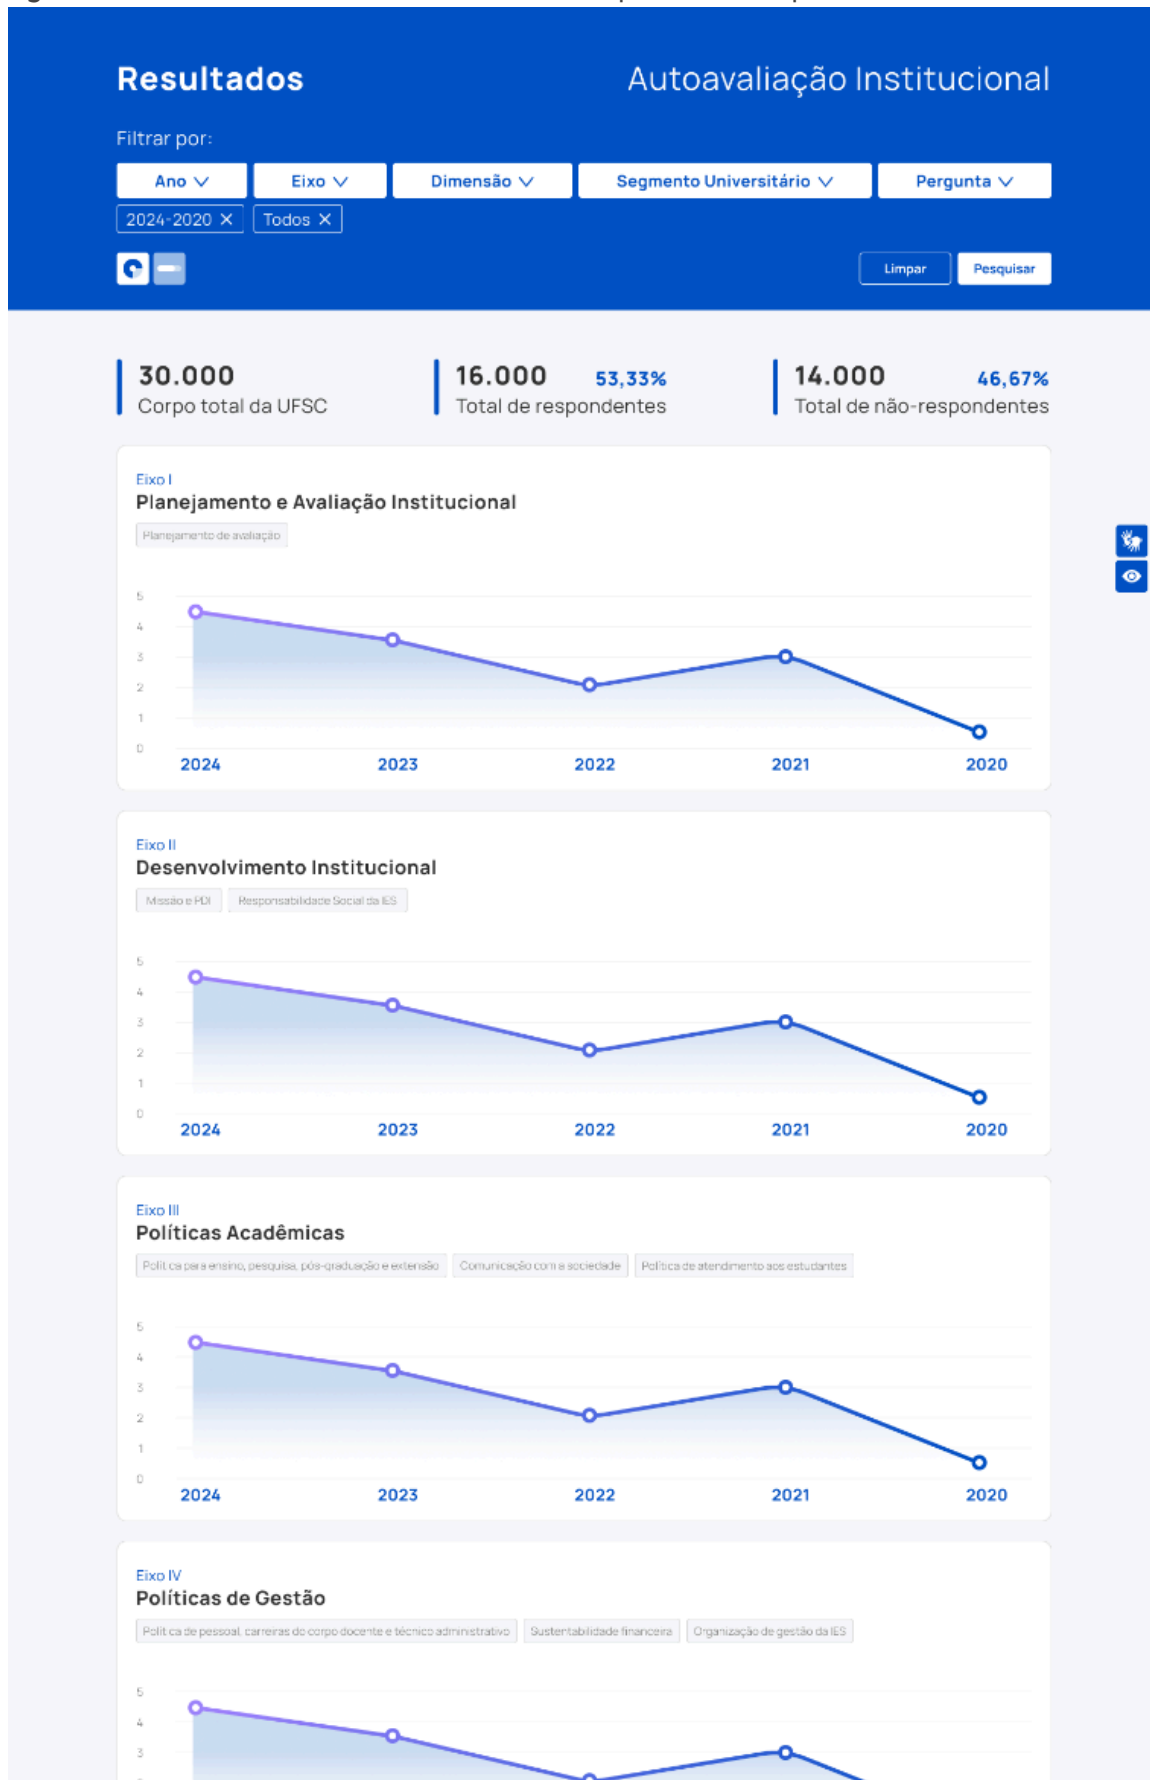 Resultados
Autoavaliação Institucional
Filtrar por:
Ano
Eixo
Dimensão
Segmento Universitário
Pergunta
2024-2020 ✕
Todos ✕
Limpar
Pesquisar
30.000
Corpo total da UFSC
16.000 53,33%
Total de respondentes
14.000 46,67%
Total de não-respondentes
Eixo I
Planejamento e Avaliação Institucional
Planejamento de avaliação
5
4
3
2
1
0
2024 2023 2022 2021 2020
Eixo II
Desenvolvimento Institucional
Missão e PDI
Responsabilidade Social da IES
5
4
3
2
1
0
2024 2023 2022 2021 2020
Eixo III
Políticas Acadêmicas
Política para ensino, pesquisa, pós-graduação e extensão
Comunicação com a sociedade
Política de atendimento aos estudantes
5
4
3
2
1
0
2024 2023 2022 2021 2020
Eixo IV
Políticas de Gestão
Política de pessoal, carreiras do corpo docente e técnico administrativo
Sustentabilidade financeira
Organização de gestão da IES
5
4
3